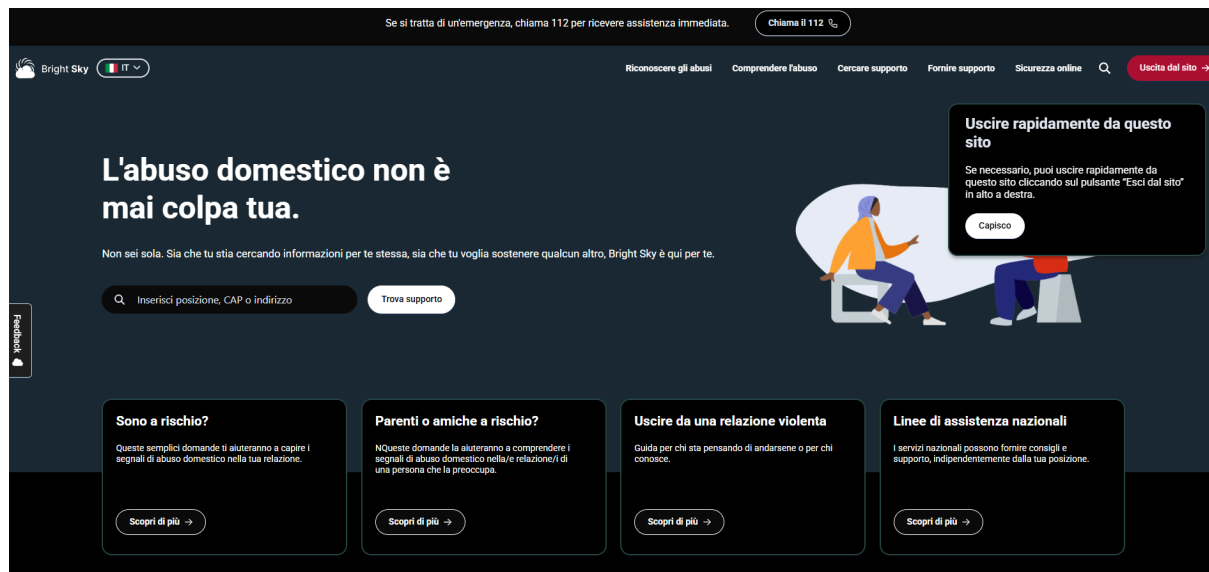 Se si tratta di un'emergenza, chiama 112 per ricevere assistenza immediata.
Chiama il 112
Bright Sky
IT
Riconoscere gli abusi
Comprendere l'abuso
Cercare supporto
Fornire supporto
Sicurezza online
Uscita dal sito →
Uscire rapidamente da questo
sito
Se necessario, puoi uscire rapidamente da
questo sito cliccando sul pulsante "Esci dal sito"
in alto a destra.
Capisco
L'abuso domestico non è
mai colpa tua.
Non sei sola. Sia che tu stia cercando informazioni per te stessa, sia che tu voglia sostenere qualcun altro, Bright Sky è qui per te.
Inserisci posizione, CAP o indirizzo
Trova supporto
Feedback
Sono a rischio?
Queste semplici domande ti aiuteranno a capire i
segnali di abuso domestico nella tua relazione.
Scopri di più →
Parenti o amiche a rischio?
NQueste domande la aiuteranno a comprendere i
segnali di abuso domestico nella/e relazione/i di
una persona che la preoccupa.
Scopri di più →
Uscire da una relazione violenta
Guida per chi sta pensando di andarsene o per chi
conosce.
Scopri di più →
Linee di assistenza nazionali
I servizi nazionali possono fornire consigli e
supporto, indipendentemente dalla tua posizione.
Scopri di più →